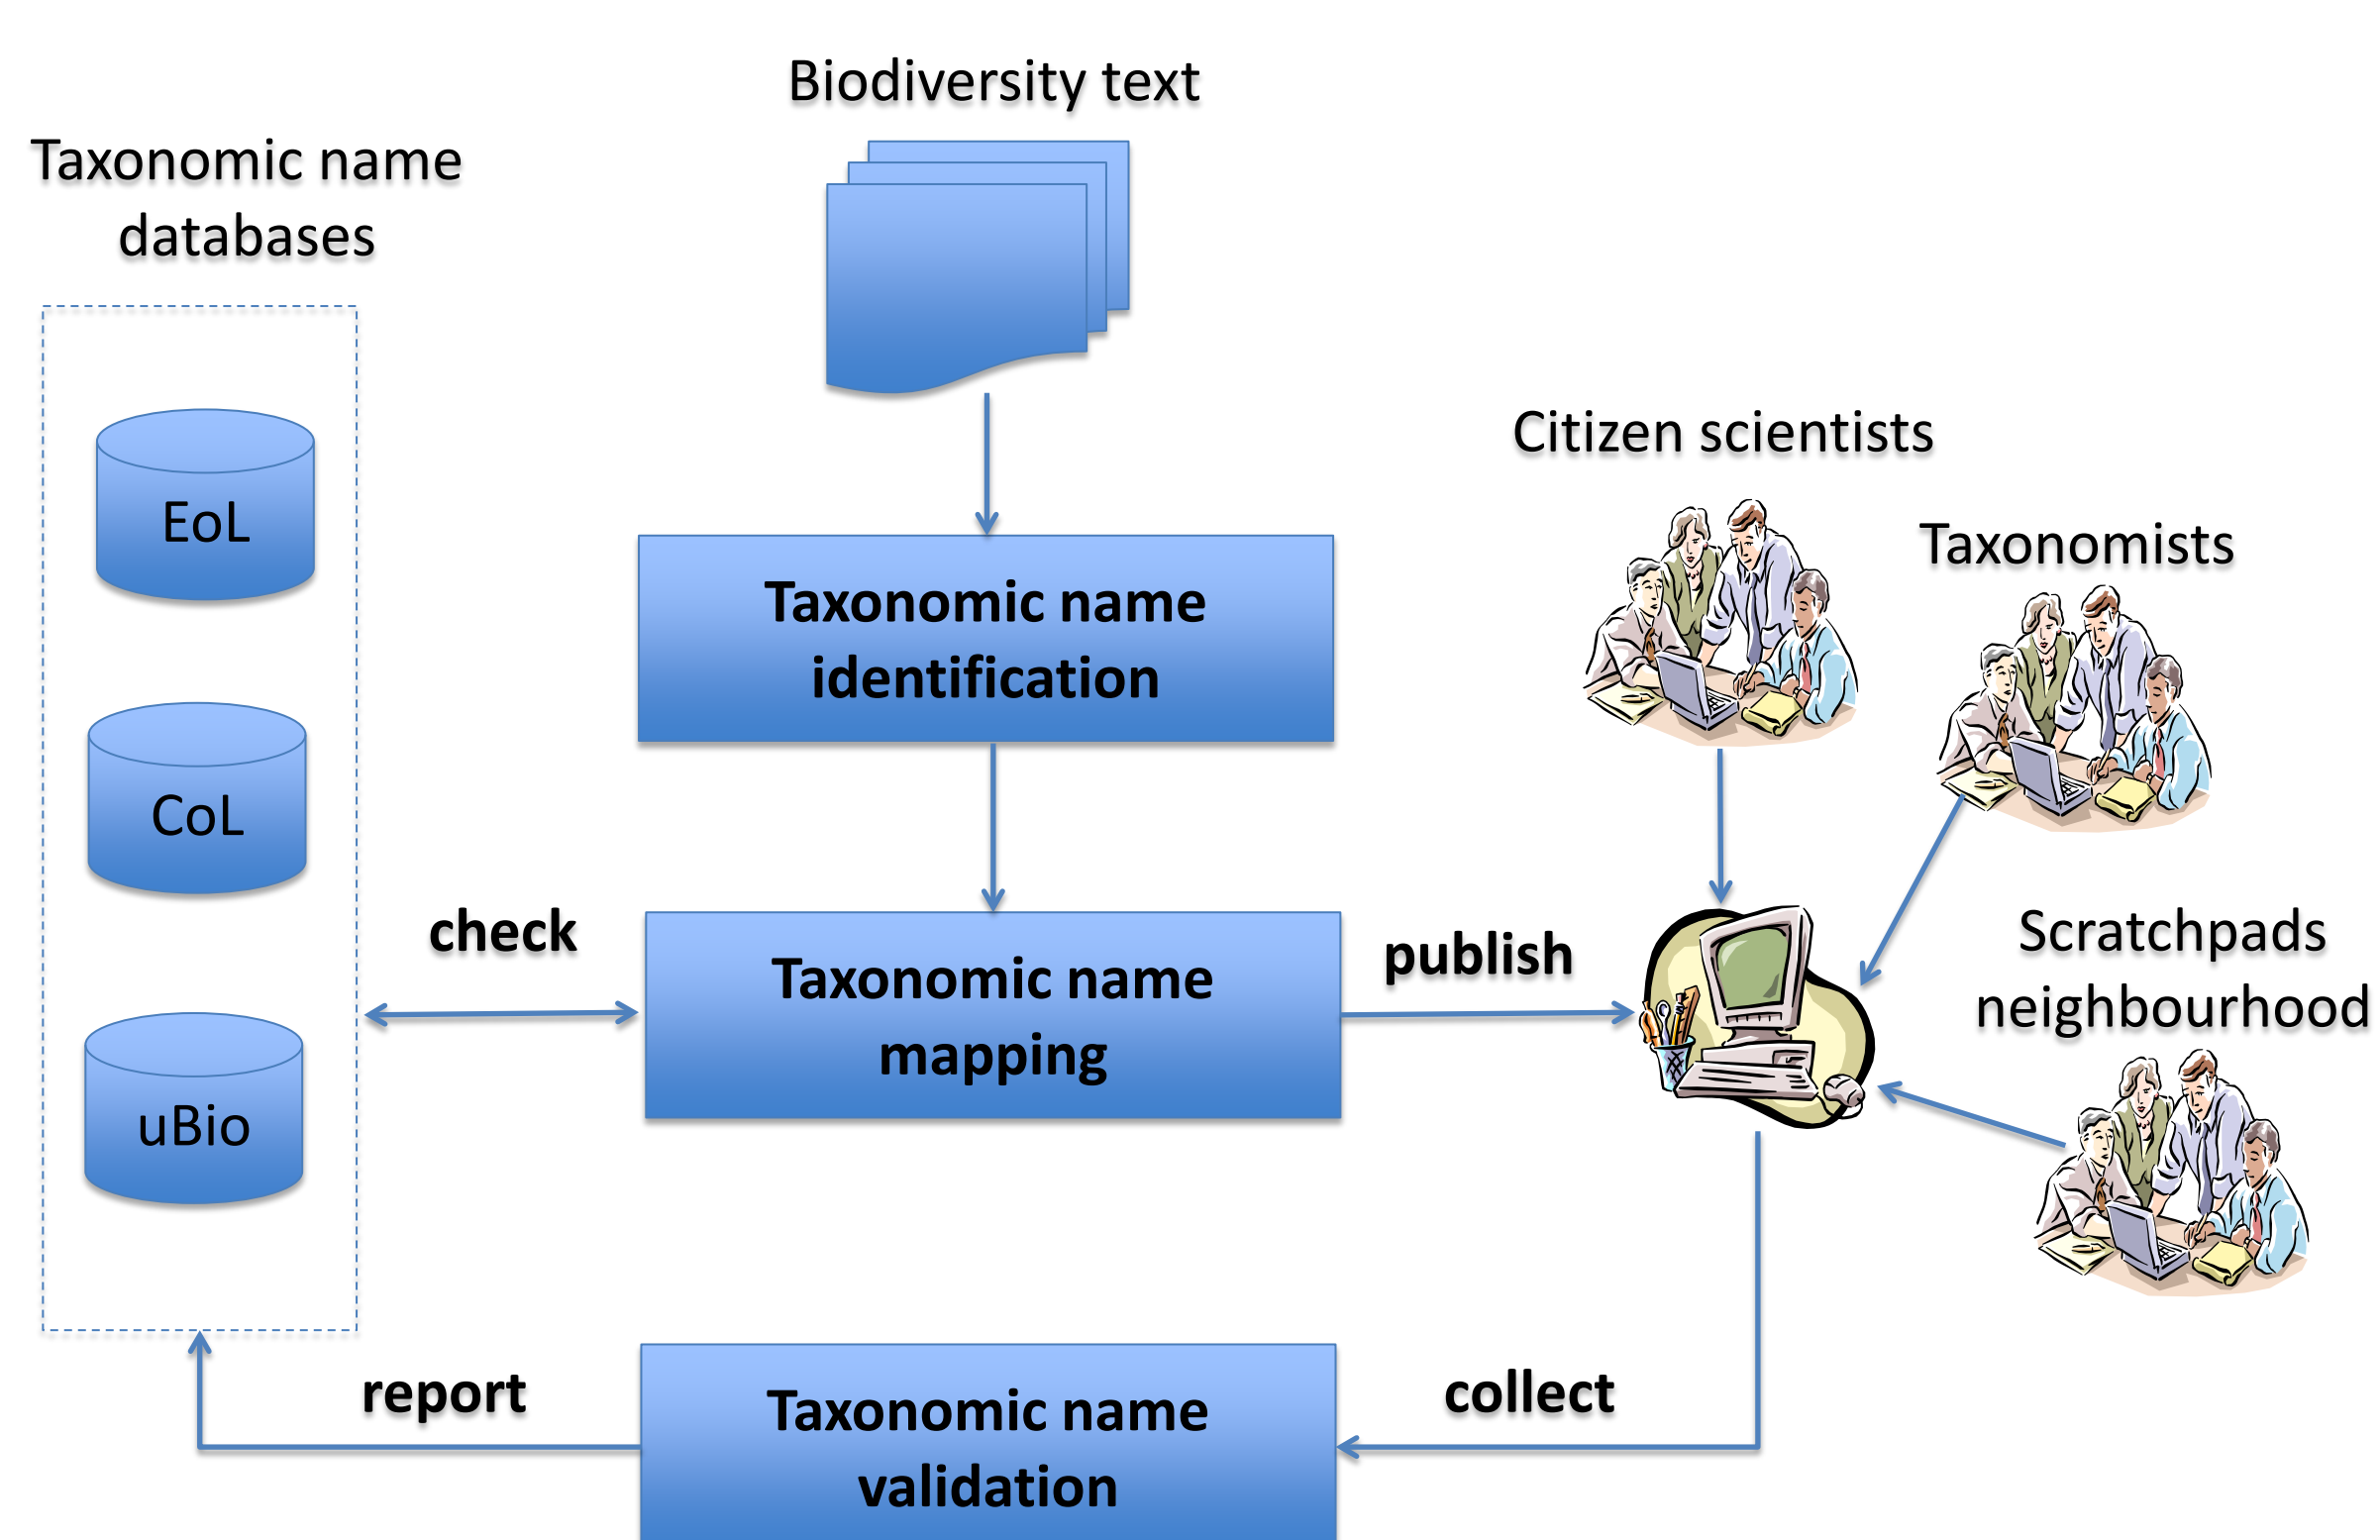 Biodiversity text
Taxonomic name
databases
EoL
CoL
uBio
Taxonomic name
identification
check
Taxonomic name
mapping
publish
Citizen scientists
Taxonomists
Scratchpads
neighbourhood
report
Taxonomic name
validation
collect